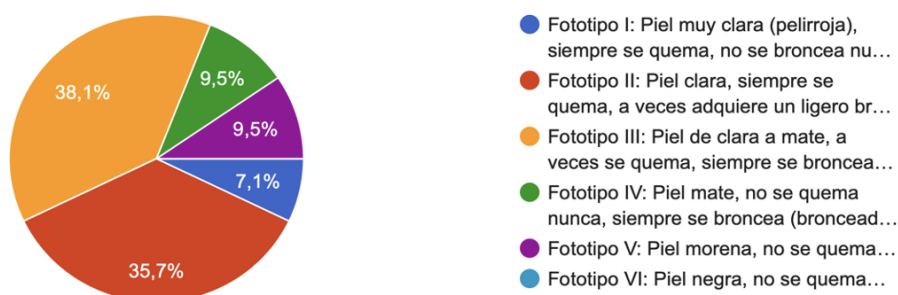 38,1%
9,5%
9,5%
7,1%
35,7%
Fototipo I: Piel muy clara (pelirroja),
siempre se quema, no se broncea nu…
Fototipo II: Piel clara, siempre se
quema, a veces adquiere un ligero br…
Fototipo III: Piel de clara a mate, a
veces se quema, siempre se broncea…
Fototipo IV: Piel mate, no se quema
nunca, siempre se broncea (broncead…
Fototipo V: Piel morena, no se quema…
Fototipo VI: Piel negra, no se quema…